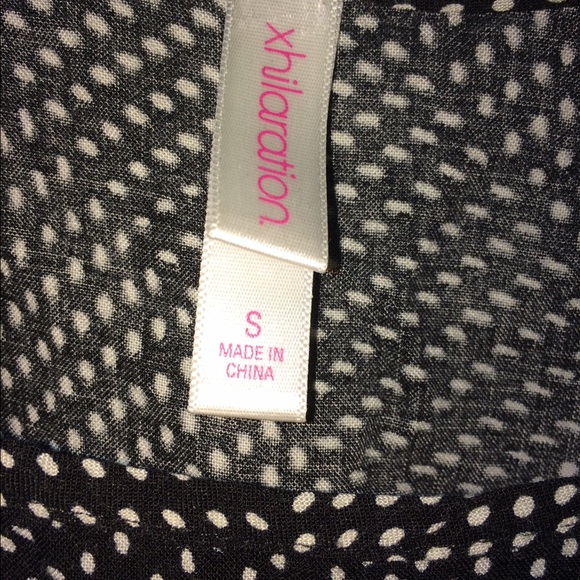 xhilaration.
S
MADE IN
CHINA